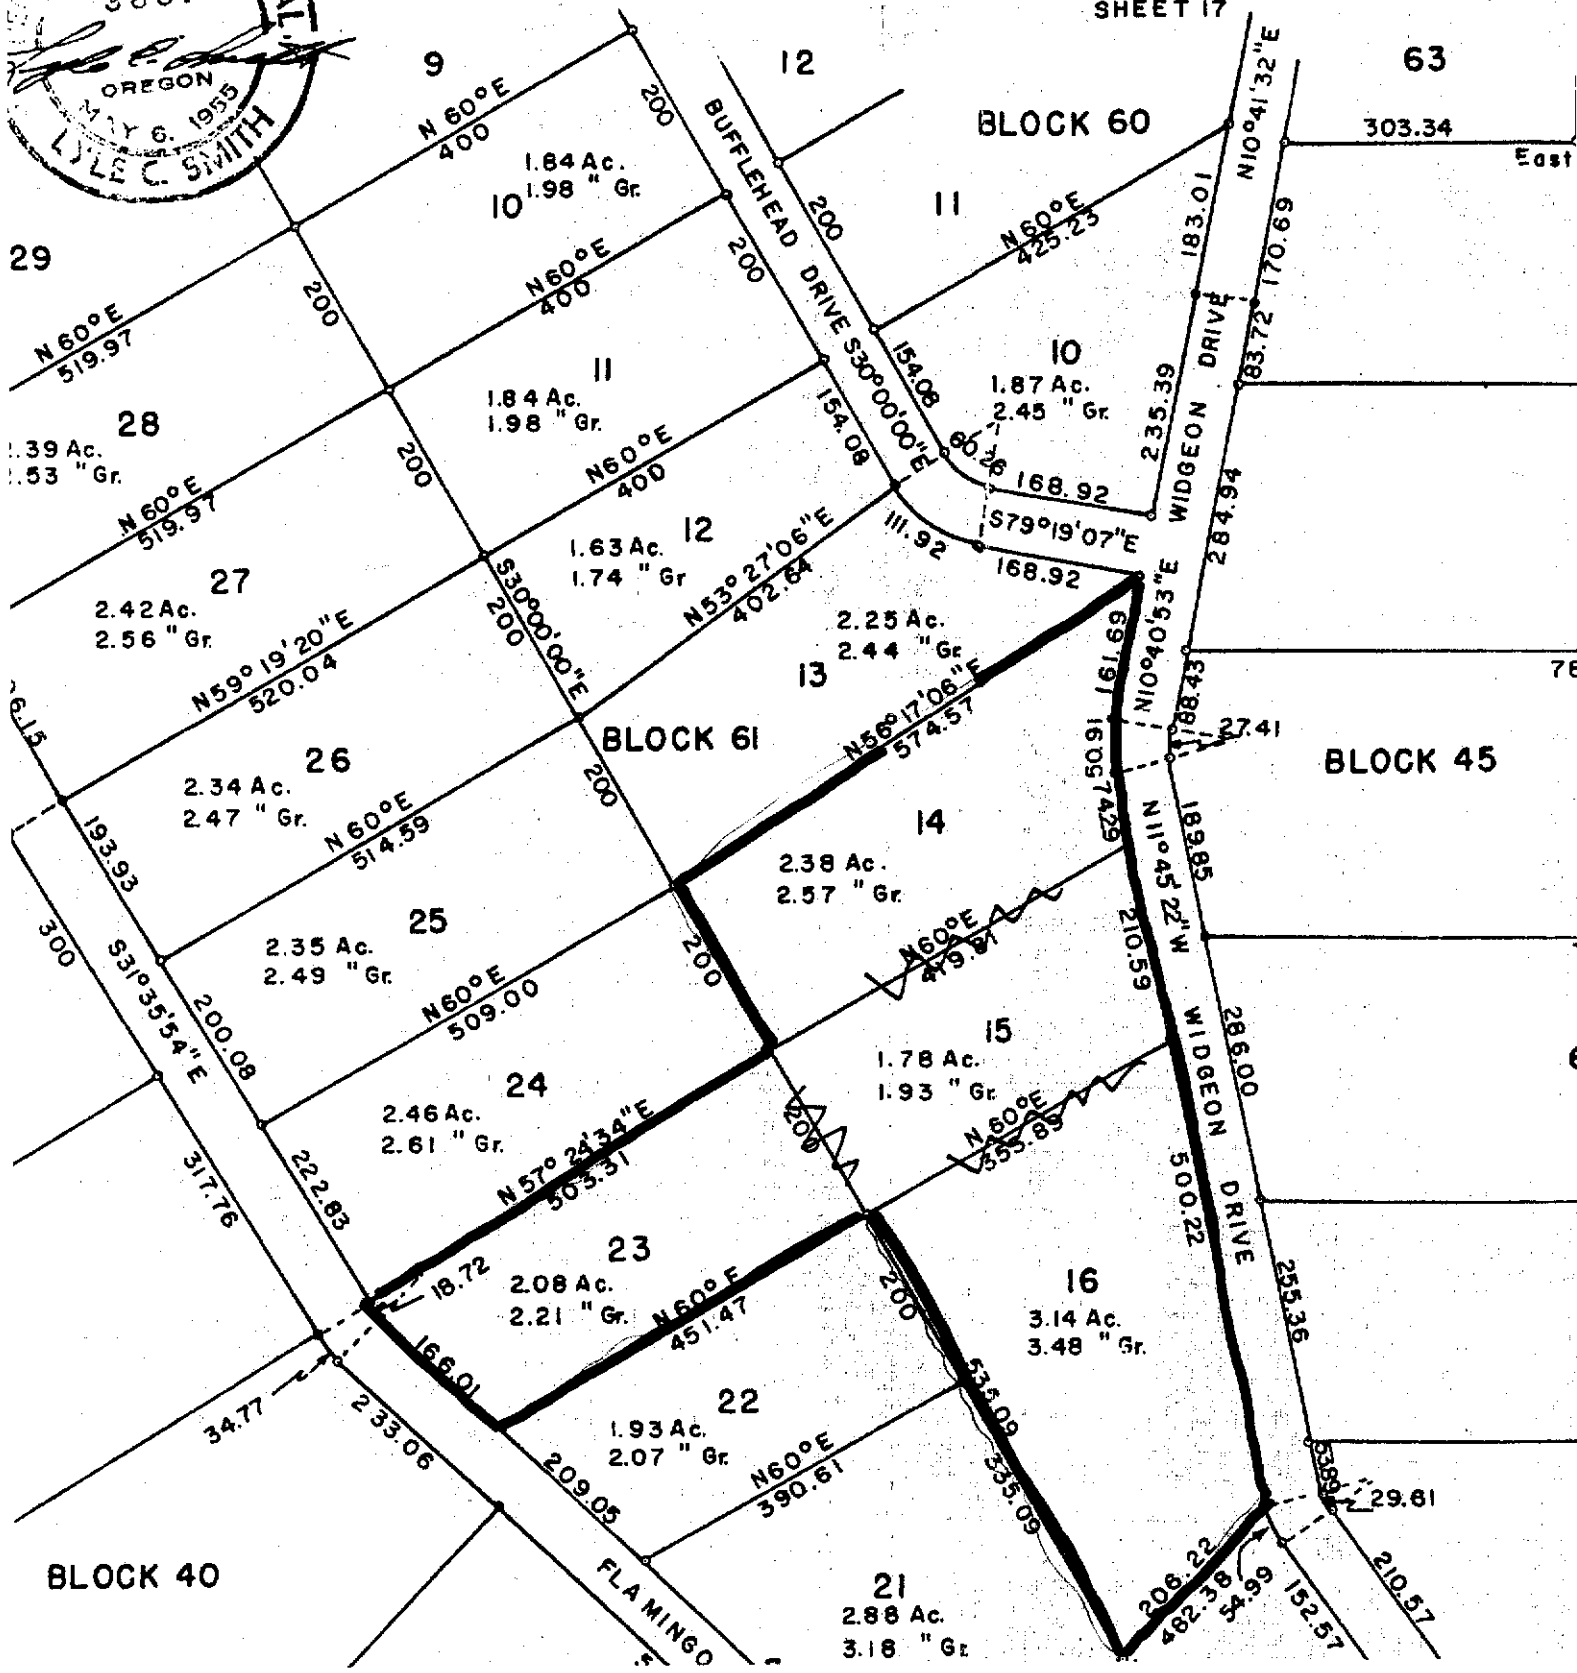 SHEET 17
OREGON
MAY 6, 1955
LYLE C. SMITH
9
N 60°E
400
12
BLOCK 60
N10°41'32"E
63
303.34
East
200
BUFFLEHEAD DRIVE S30°00'00"E
1.84 Ac.
1.98 " Gr.
10
200
11
N 60°E
425.23
183.01
170.69
29
200
N60°E
400
200
N 60°E
519.97
11
1.84 Ac.
1.98 " Gr.
154.08
154.08
10
1.87 Ac.
2.45 " Gr.
235.39
WIDGEON DRIVE
83.72
28
.39 Ac.
.53 " Gr.
200
N60°E
400
60.26
168.92
S79°19'07"E
284.94
N 60°E
519.97
12
1.63 Ac.
1.74 " Gr
N53°27'06"E
402.64
111.92
168.92
27
2.42 Ac.
2.56 " Gr.
S30°00'00"E
200
2.25 Ac.
2.44 " Gr.
13
161.69
N10°40'53"E
N59°19'20"E
520.04
6.15
78
88.43
27.41
BLOCK 61
N56°17'06"E
574.57
50.91
BLOCK 45
26
2.34 Ac.
2.47 " Gr.
200
N 60°E
514.59
193.93
14
2.38 Ac.
2.57 " Gr.
74.29
N11°45'22"W
189.85
300
S31°35'54"E
25
2.35 Ac.
2.49 " Gr.
200
N60°E
419.81
210.59
N60°E
509.00
200.08
15
1.78 Ac.
1.93 " Gr.
WIDGEON DRIVE
286.00
24
2.46 Ac.
2.61 " Gr.
200
N 60°E
353.89
N57°24'34"E
503.31
222.83
317.76
500.22
23
2.08 Ac.
2.21 " Gr.
18.72
N 60°E
451.47
200
16
3.14 Ac.
3.48 " Gr.
255.36
166.01
34.77
233.06
22
1.93 Ac.
2.07 " Gr.
535.09
N60°E
390.61
209.05
335.09
53.89
29.61
BLOCK 40
FLAMINGO
21
2.88 Ac.
3.18 " Gr.
206.22
482.38
54.99
152.57
210.57